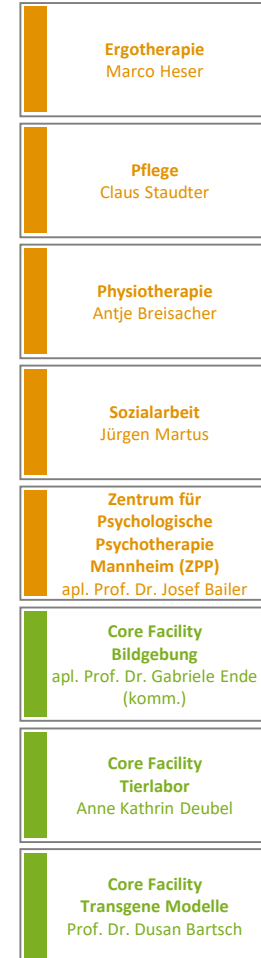 Ergotherapie
Marco Heser
Pflege
Claus Staudter
Physiotherapie
Antje Breisacher
Sozialarbeit
Jürgen Martus
Zentrum für
Psychologische
Psychotherapie
Mannheim (ZPP)
apl. Prof. Dr. Josef Bailer
Core Facility
Bildgebung
apl. Prof. Dr. Gabriele Ende
(komm.)
Core Facility
Tierlabor
Anne Kathrin Deubel
Core Facility
Transgene Modelle
Prof. Dr. Dusan Bartsch